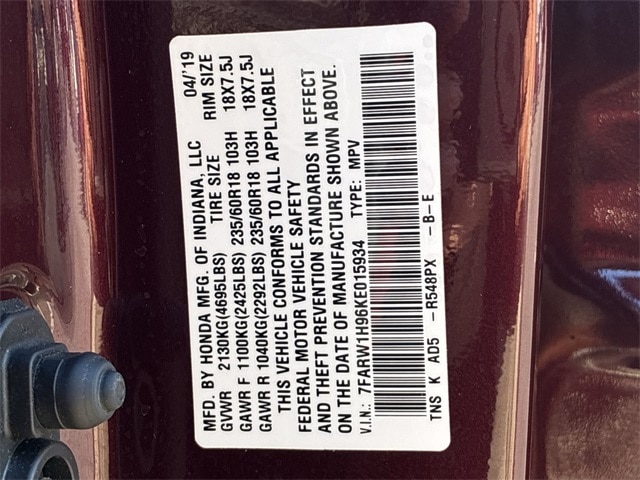 MFD. BY HONDA MFG. OF INDIANA, LLC 04/'19
GVWR 2130KG(4695LBS) TIRE SIZE RIM SIZE
GAWR F 1100KG(2425LBS) 235/60R18 103H 18X7.5J
GAWR R 1040KG(2292LBS) 235/60R18 103H 18X7.5J
THIS VEHICLE CONFORMS TO ALL APPLICABLE
FEDERAL MOTOR VEHICLE SAFETY
AND THEFT PREVENTION STANDARDS IN EFFECT
ON THE DATE OF MANUFACTURE SHOWN ABOVE.
V.I.N.: 7FARW1H96KE015934 TYPE: MPV
TNS K AD5 -R548PX -B-E